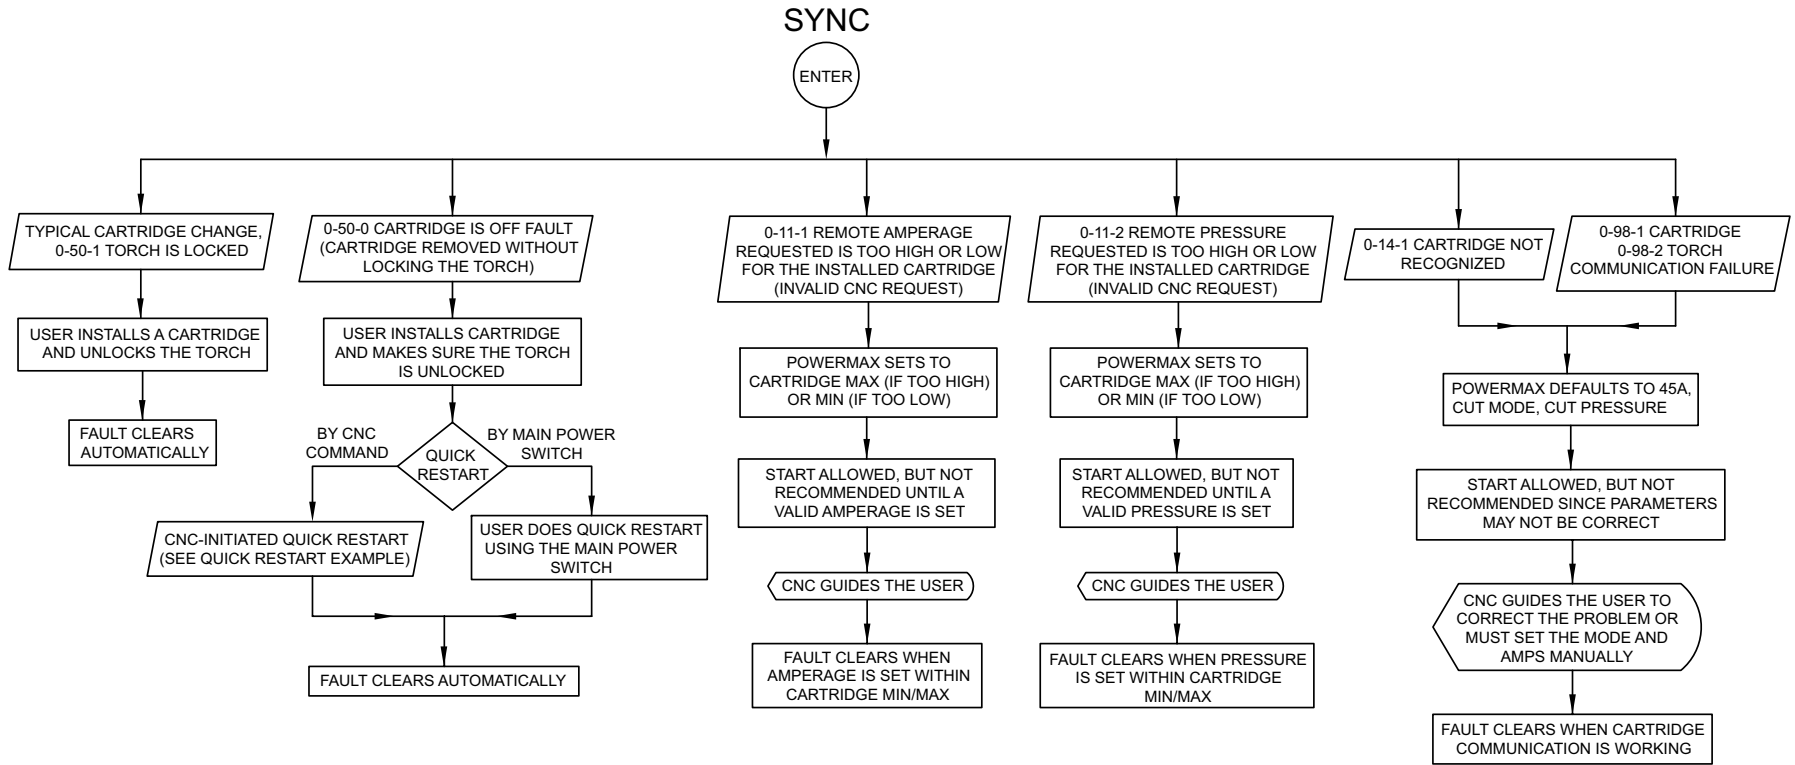 SYNC
ENTER
TYPICAL CARTRIDGE CHANGE,
0-50-1 TORCH IS LOCKED
USER INSTALLS A CARTRIDGE
AND UNLOCKS THE TORCH
FAULT CLEARS
AUTOMATICALLY
0-50-0 CARTRIDGE IS OFF FAULT
(CARTRIDGE REMOVED WITHOUT
LOCKING THE TORCH)
USER INSTALLS CARTRIDGE
AND MAKES SURE THE TORCH
IS UNLOCKED
BY CNC
COMMAND
QUICK
RESTART
BY MAIN POWER
SWITCH
CNC-INITIATED QUICK RESTART
(SEE QUICK RESTART EXAMPLE)
USER DOES QUICK RESTART
USING THE MAIN POWER
SWITCH
FAULT CLEARS AUTOMATICALLY
0-11-1 REMOTE AMPERAGE
REQUESTED IS TOO HIGH OR LOW
FOR THE INSTALLED CARTRIDGE
(INVALID CNC REQUEST)
POWERMAX SETS TO
CARTRIDGE MAX (IF TOO HIGH)
OR MIN (IF TOO LOW)
START ALLOWED, BUT NOT
RECOMMENDED UNTIL A
VALID AMPERAGE IS SET
CNC GUIDES THE USER
FAULT CLEARS WHEN
AMPERAGE IS SET WITHIN
CARTRIDGE MIN/MAX
0-11-2 REMOTE PRESSURE
REQUESTED IS TOO HIGH OR LOW
FOR THE INSTALLED CARTRIDGE
(INVALID CNC REQUEST)
POWERMAX SETS TO
CARTRIDGE MAX (IF TOO HIGH)
OR MIN (IF TOO LOW)
START ALLOWED, BUT NOT
RECOMMENDED UNTIL A
VALID PRESSURE IS SET
CNC GUIDES THE USER
FAULT CLEARS WHEN PRESSURE
IS SET WITHIN CARTRIDGE
MIN/MAX
0-14-1 CARTRIDGE NOT
RECOGNIZED
0-98-1 CARTRIDGE
0-98-2 TORCH
COMMUNICATION FAILURE
POWERMAX DEFAULTS TO 45A,
CUT MODE, CUT PRESSURE
START ALLOWED, BUT NOT
RECOMMENDED SINCE PARAMETERS
MAY NOT BE CORRECT
CNC GUIDES THE USER TO
CORRECT THE PROBLEM OR
MUST SET THE MODE AND
AMPS MANUALLY
FAULT CLEARS WHEN CARTRIDGE
COMMUNICATION IS WORKING